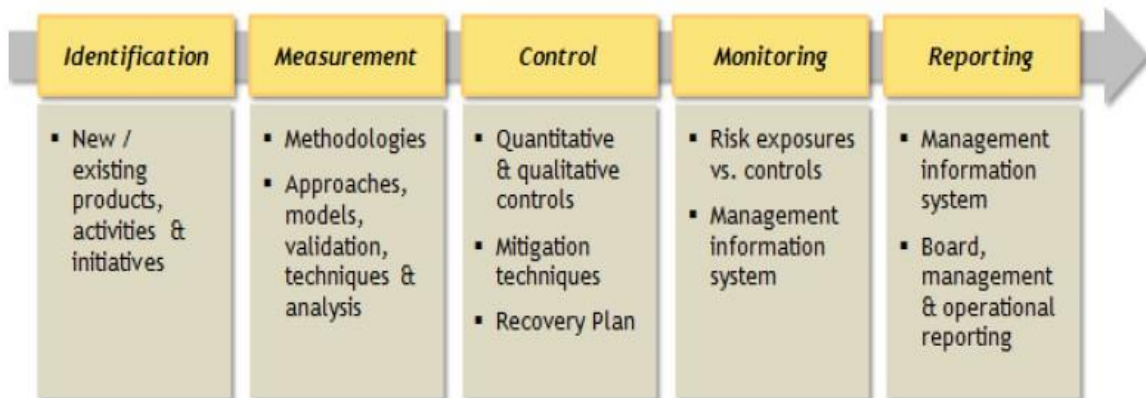 Identification
▪ New /
existing
products,
activities &
initiatives
Measurement
▪ Methodologies
▪ Approaches,
models,
validation,
techniques &
analysis
Control
▪ Quantitative
& qualitative
controls
▪ Mitigation
techniques
▪ Recovery Plan
Monitoring
▪ Risk exposures
vs. controls
▪ Management
information
system
Reporting
▪ Management
information
system
▪ Board,
management
& operational
reporting